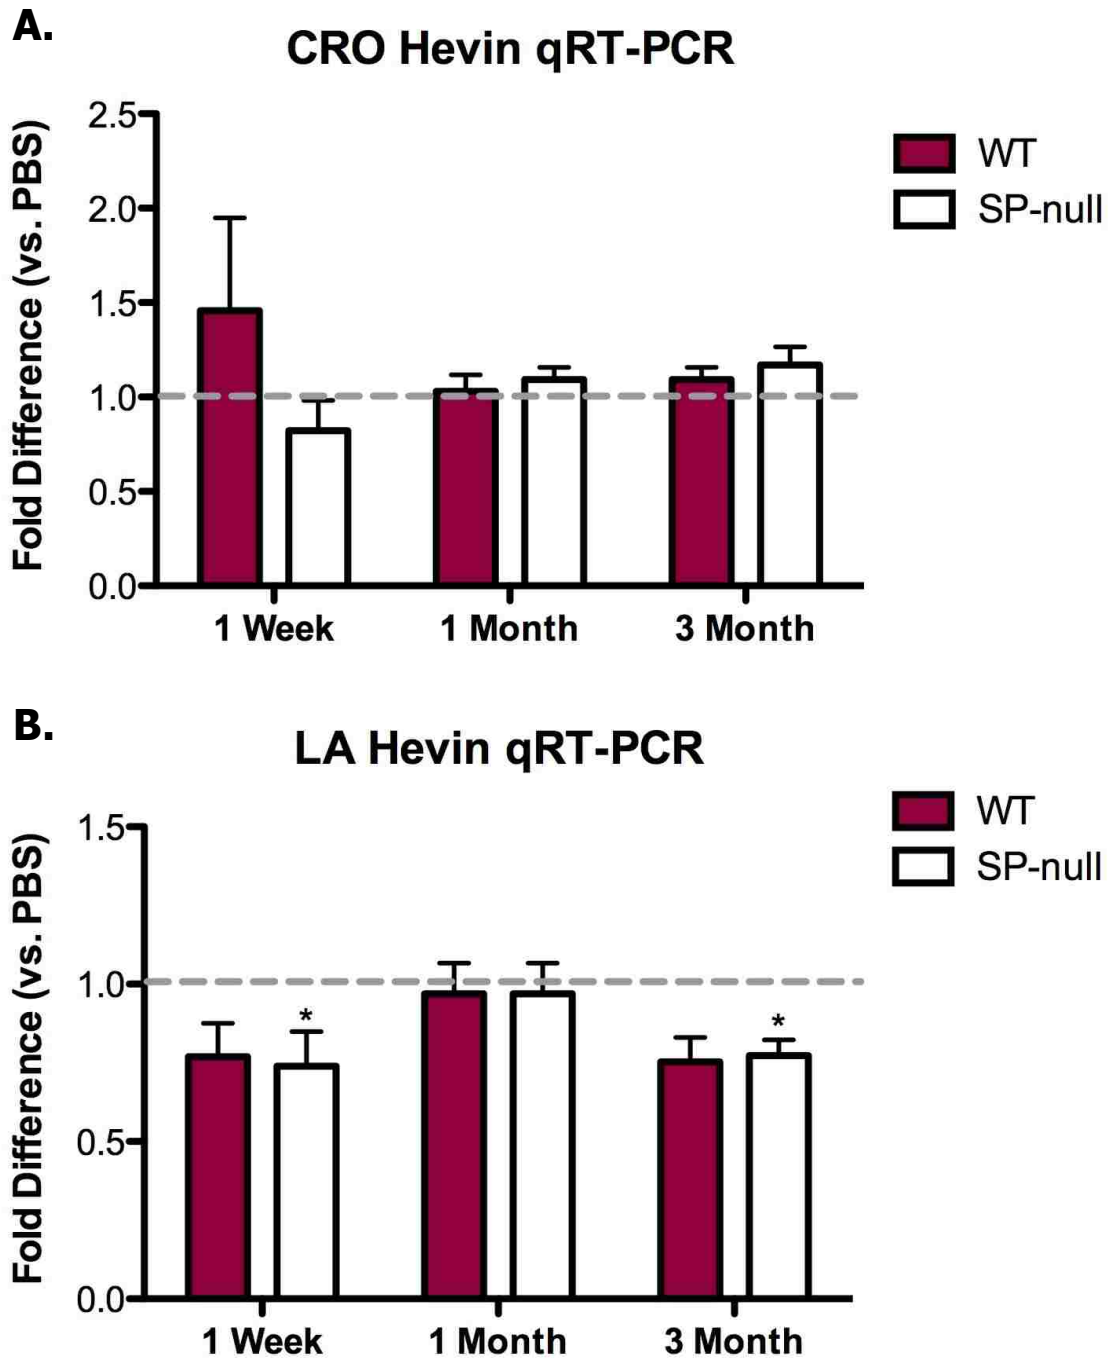 A.
CRO Hevin qRT-PCR
Fold Difference (vs. PBS)
2.5
2.0
1.5
1.0
0.5
0.0
1 Week
1 Month
3 Month
WT
SP-null
B.
LA Hevin qRT-PCR
Fold Difference (vs. PBS)
1.5
1.0
0.5
0.0
*
*
1 Week
1 Month
3 Month
WT
SP-null